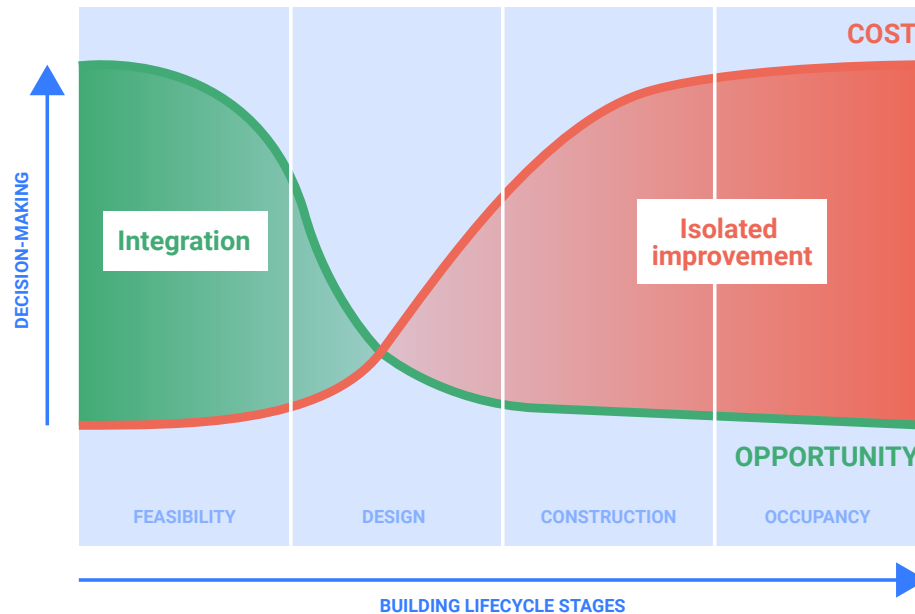 COST
DECISION-MAKING
Integration
Isolated
improvement
OPPORTUNITY
FEASIBILITY
DESIGN
CONSTRUCTION
OCCUPANCY
BUILDING LIFECYCLE STAGES